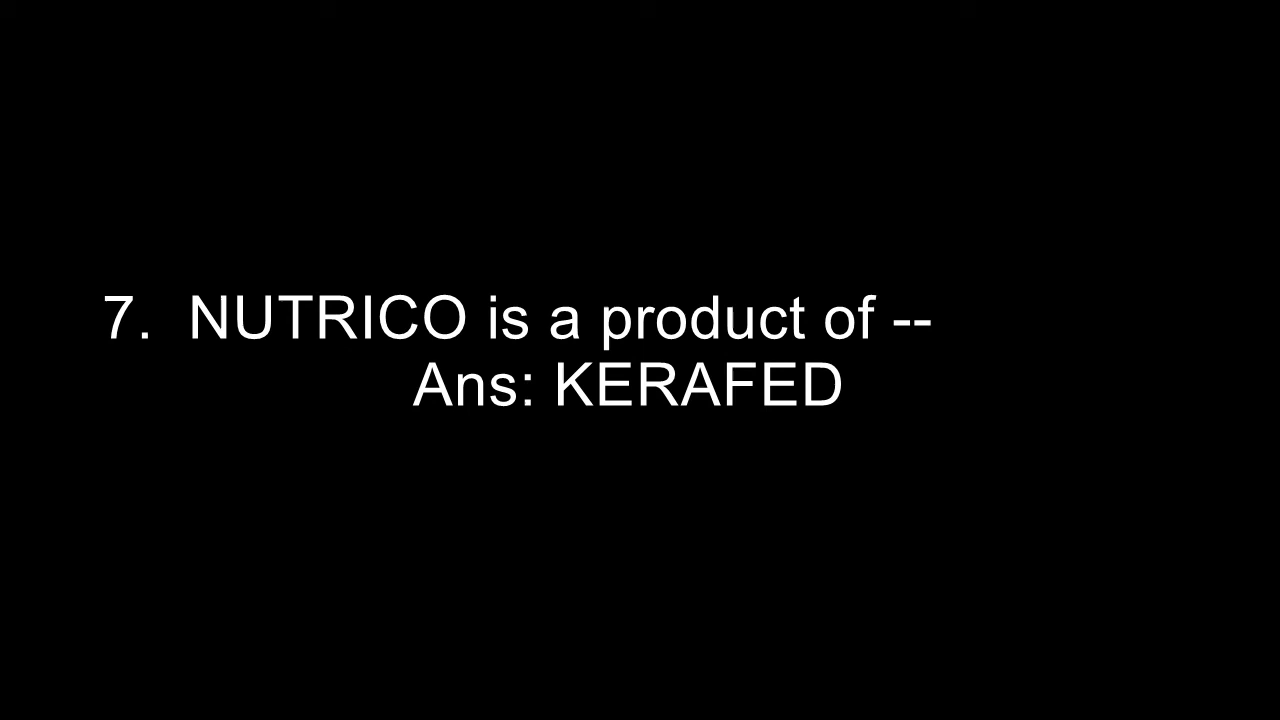 7.  NUTRICO is a product of --
Ans: KERAFED